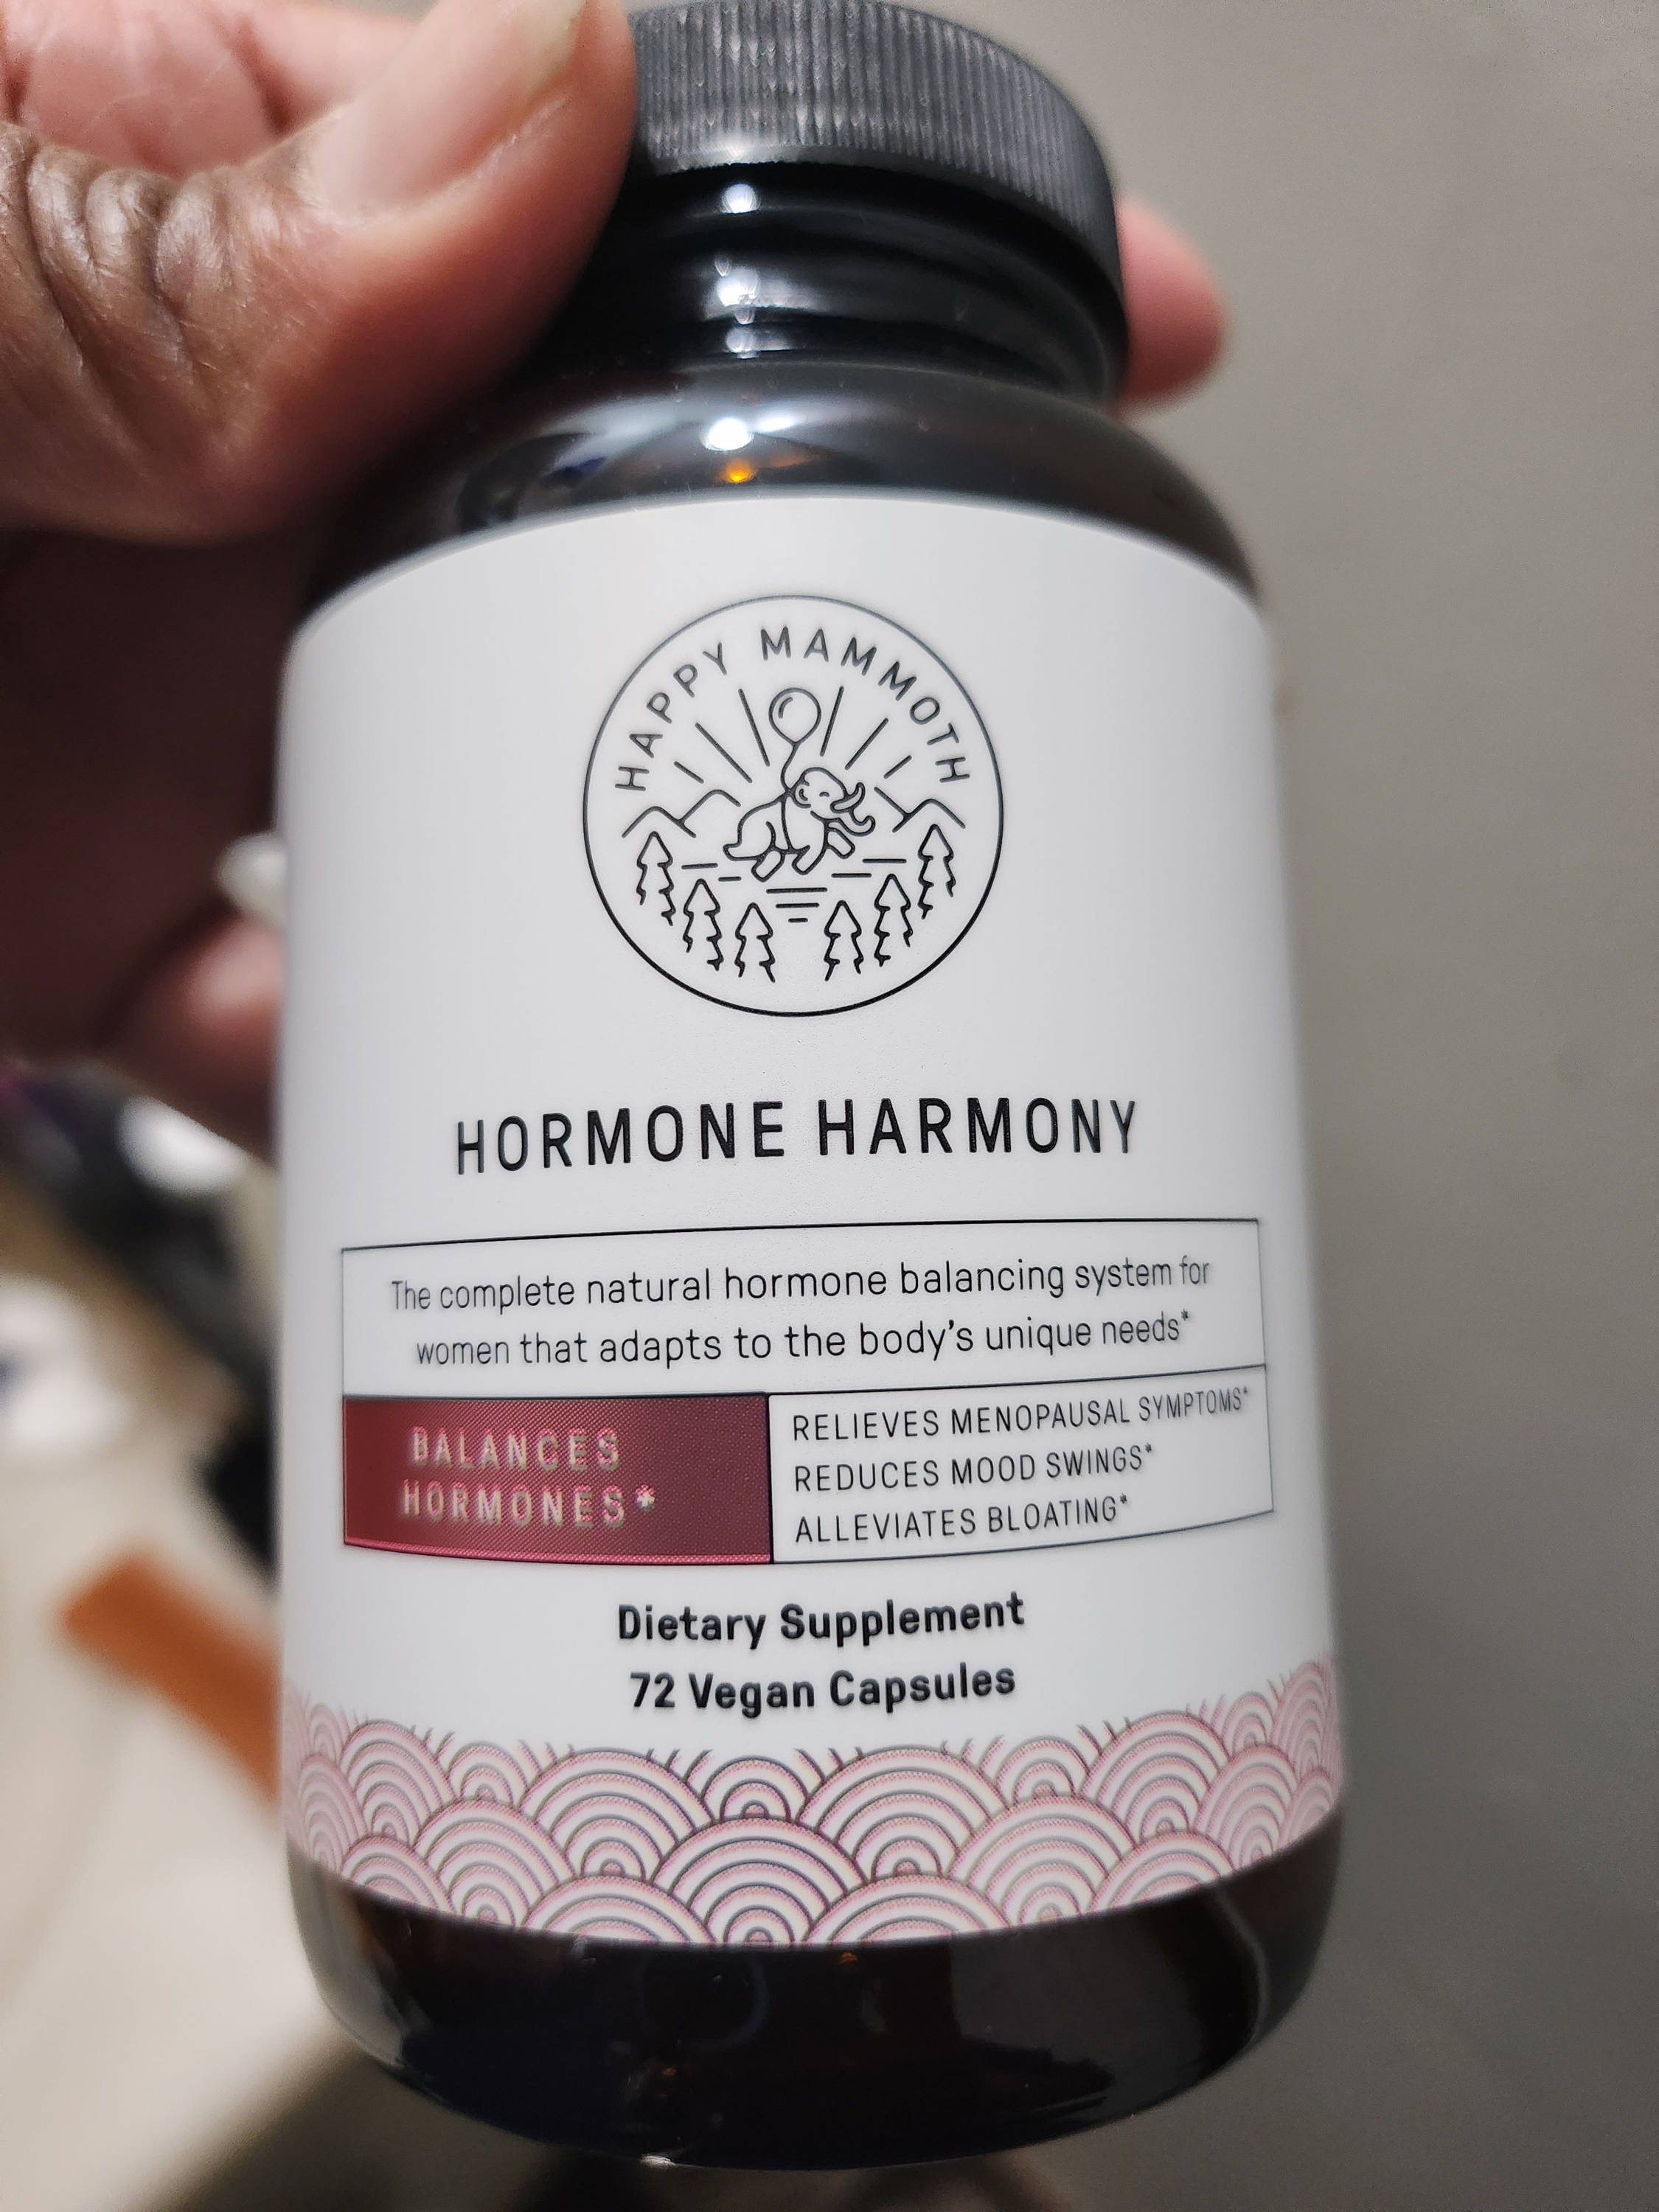 HAPPY MAMMOTH
HORMONE HARMONY
The complete natural hormone balancing system for
women that adapts to the body's unique needs*
BALANCES
HORMONES*
RELIEVES MENOPAUSAL SYMPTOMS*
REDUCES MOOD SWINGS*
ALLEVIATES BLOATING*
Dietary Supplement
72 Vegan Capsules